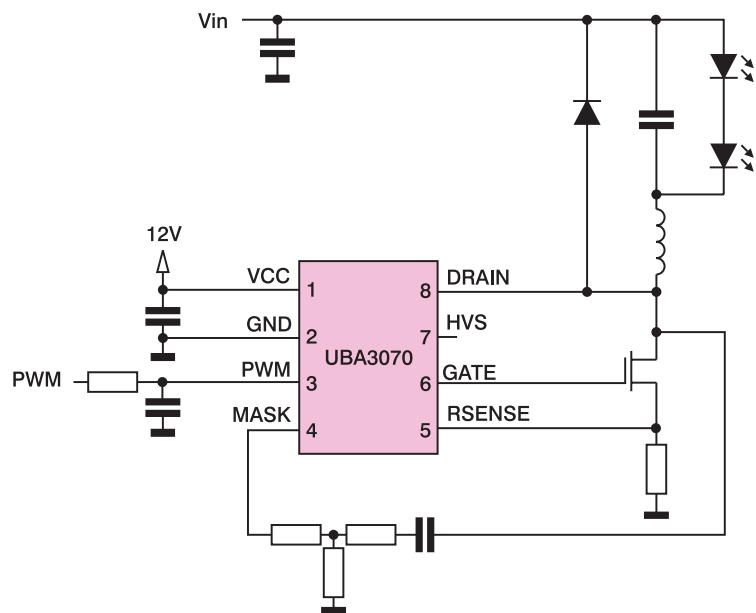 Vin
12V
VCC 1 8 DRAIN
GND 2 7 HVS
UBA3070
PWM PWM 3 6 GATE
MASK 4 5 RSENSE